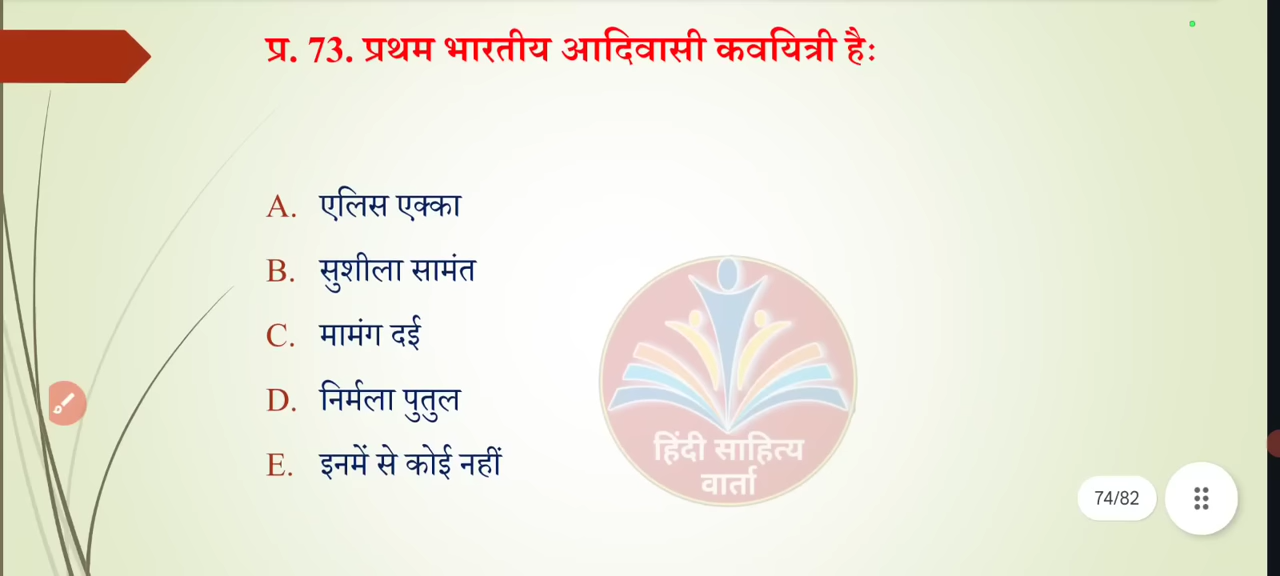 प्र. 73. प्रथम भारतीय आदिवासी कवयित्री हैः
A. एलिस एक्का
B. सुशीला सामंत
C. मामंग दई
D. निर्मला पुतुल
E. इनमें से कोई नहीं
हिंदी साहित्य
वार्ता
74/82